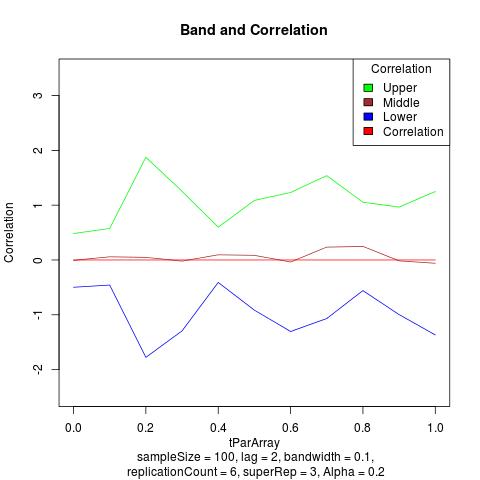 Band and Correlation
Correlation
Upper
Middle
Lower
Correlation
Correlation
3
2
1
0
-1
-2
0.0 0.2 0.4 0.6 0.8 1.0
tParArray
sampleSize = 100, lag = 2, bandwidth = 0.1,
replicationCount = 6, superRep = 3, Alpha = 0.2